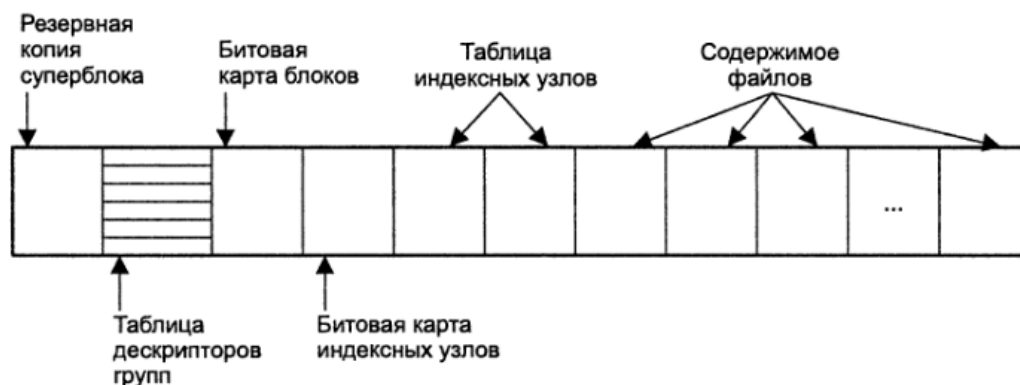 Резервная
копия
суперблока
Битовая
карта блоков
Таблица
индексных узлов
Содержимое
файлов
...
Таблица
дескрипторов
групп
Битовая карта
индексных узлов